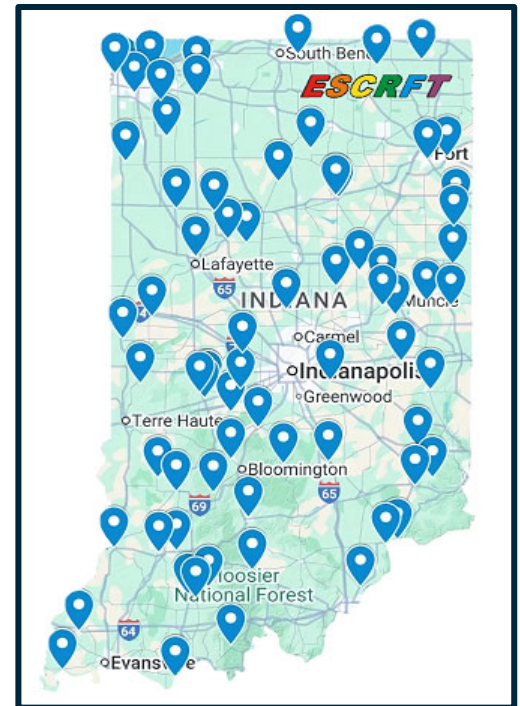 South Bend
ESCRFT
Fort
Lafayette
65
INDIANA
Muncie
Carmel
Indianapolis
Greenwood
Terre Haute
Bloomington
65
69
Hoosier
National Forest
64
Evansville